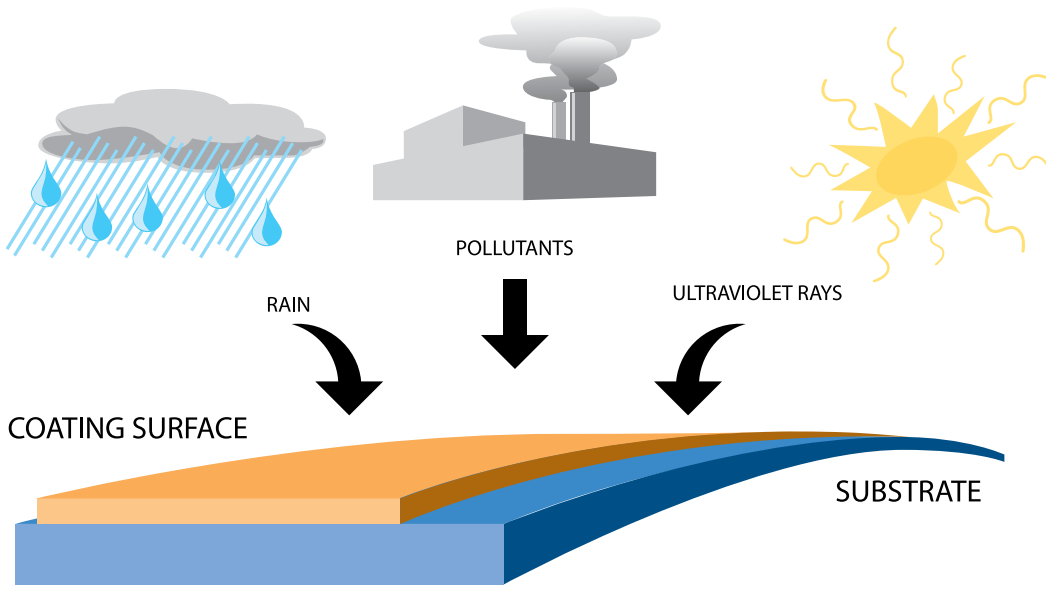 POLLUTANTS
RAIN
ULTRAVIOLET RAYS
COATING SURFACE
SUBSTRATE